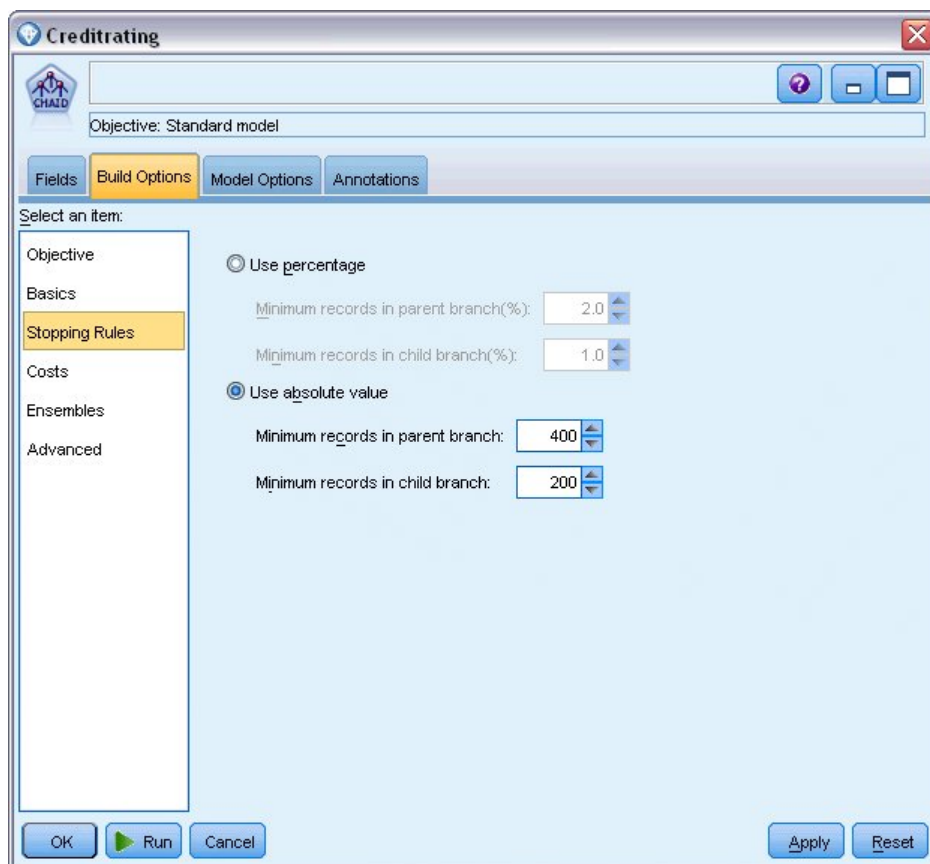 Creditrating
CHAID
?
Objective: Standard model
Fields Build Options Model Options Annotations
Select an item:
Objective
Basics
Stopping Rules
Costs
Ensembles
Advanced
Use percentage
Minimum records in parent branch(%): 2.0
Minimum records in child branch(%): 1.0
Use absolute value
Minimum records in parent branch: 400
Minimum records in child branch: 200
OK Run Cancel Apply Reset